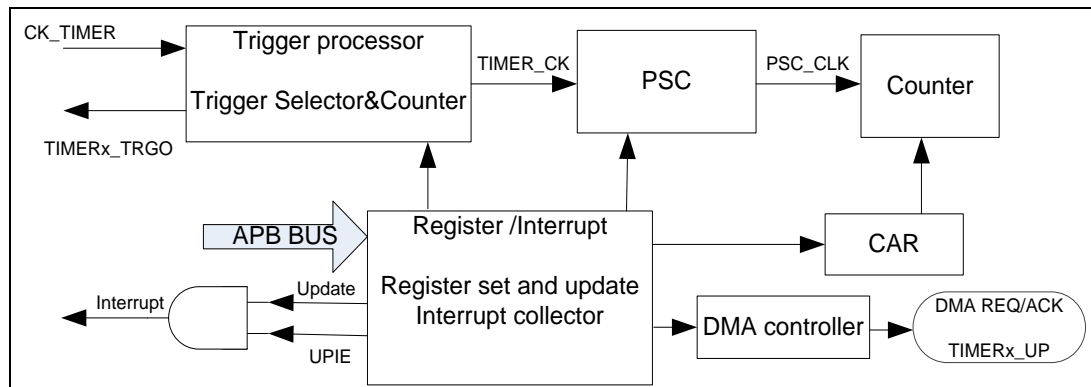 CK_TIMER
Trigger processor
Trigger Selector&Counter
TIMERx_TRGO
TIMER_CK
PSC
PSC_CLK
Counter
APB BUS
Register /Interrupt
Register set and update
Interrupt collector
CAR
Interrupt
Update
UPIE
DMA controller
DMA REQ/ACK
TIMERx_UP